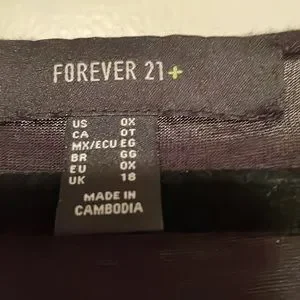 FOREVER 21+
US 0X
CA 0T
MX/ECU EG
BR GG
EU 0X
UK 18
MADE IN
CAMBODIA